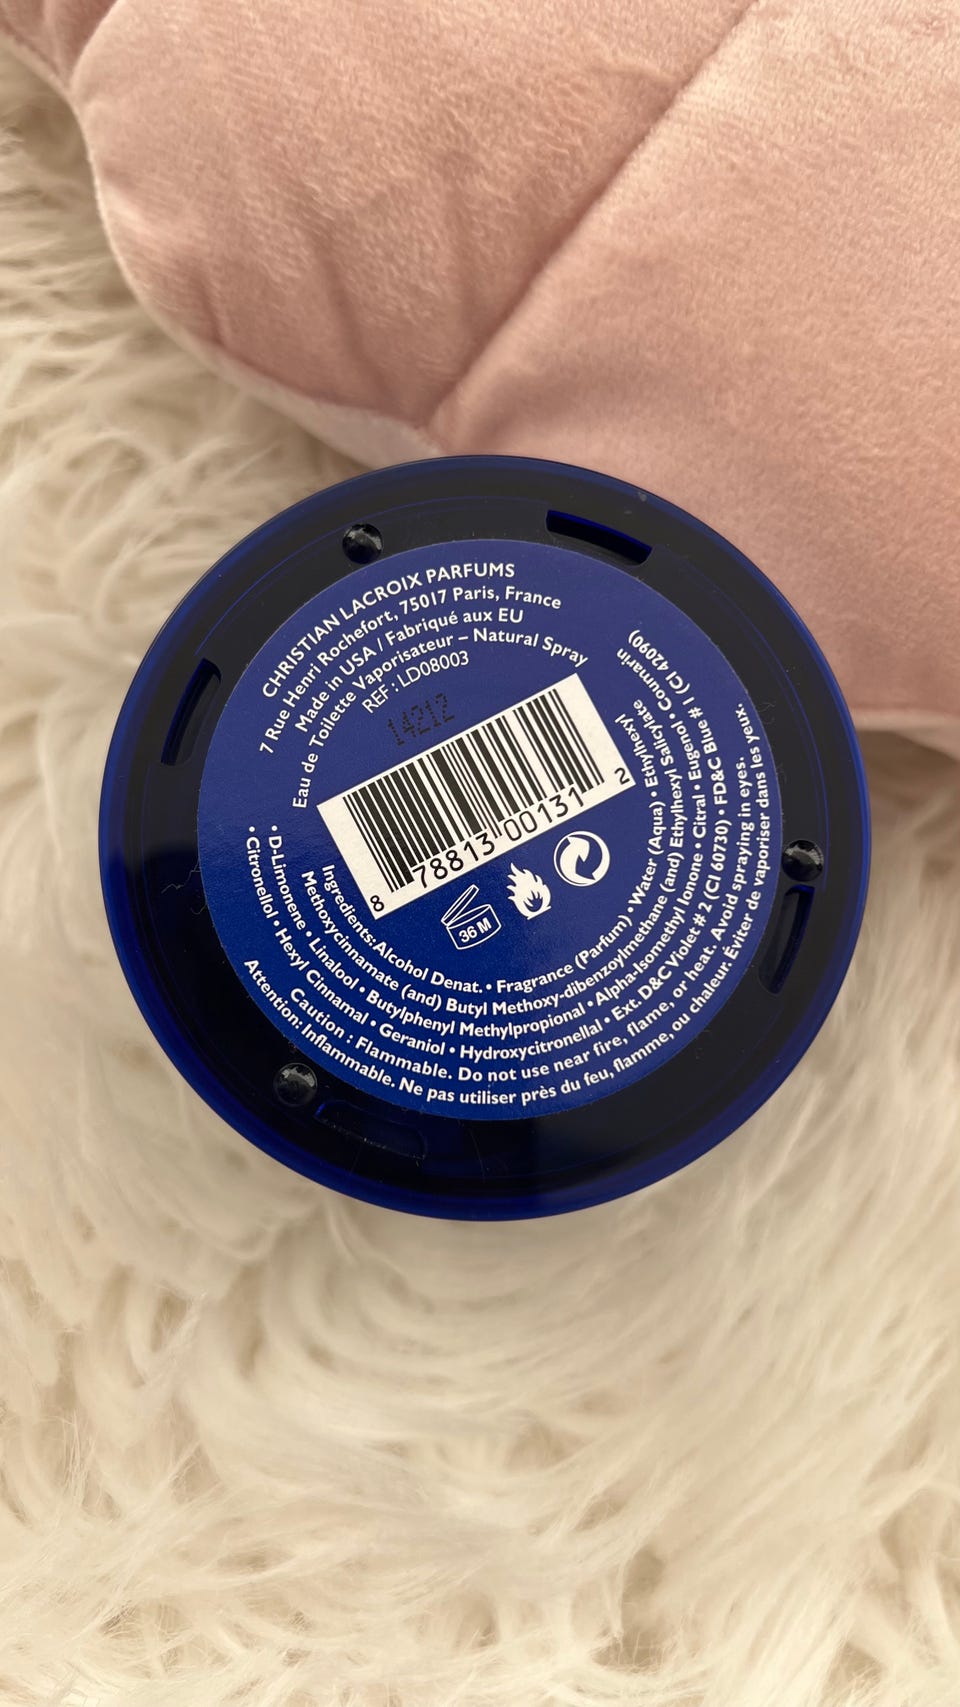 CHRISTIAN LACROIX PARFUMS
7 Rue Henri Rochefort, 75017 Paris, France
Made in USA / Fabriqué aux EU
Eau de Toilette Vaporisateur – Natural Spray
REF : LD08003
14212
8 78813 00131 2
36 M
Ingredients: Alcohol Denat. • Fragrance (Parfum) • Water (Aqua) • Ethylhexyl
Methoxycinnamate (and) Butyl Methoxy-dibenzoylmethane (and) Ethylhexyl Salicylate
• D-Limonene • Linalool • Butylphenyl Methylpropional • Alpha-Isomethyl Ionone • Citral • Eugenol • Coumarin
• Citronellol • Hexyl Cinnamal • Geraniol • Hydroxycitronellal • Ext. D&C Violet # 2 (CI 60730) • FD&C Blue # 1 (CI 42090)
Caution : Flammable. Do not use near fire, flame, or heat. Avoid spraying in eyes.
Attention: Inflammable. Ne pas utiliser près du feu, flamme, ou chaleur. Éviter de vaporiser dans les yeux.